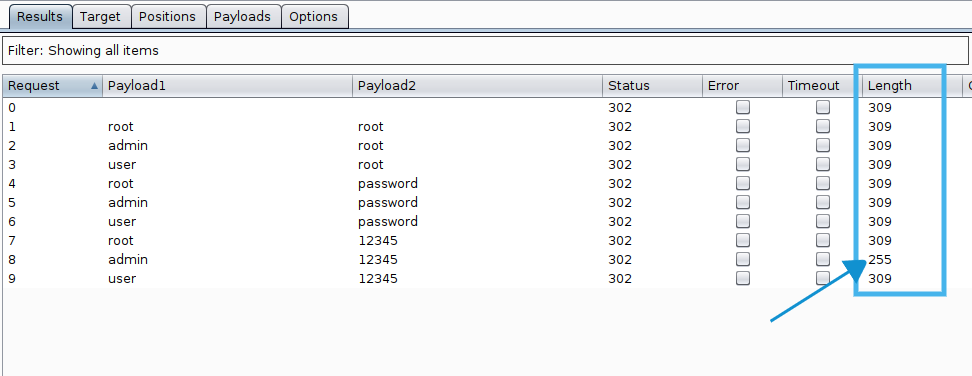 Results Target Positions Payloads Options
Filter: Showing all items
Request Payload1 Payload2 Status Error Timeout Length
0 302 309
1 root root 302 309
2 admin root 302 309
3 user root 302 309
4 root password 302 309
5 admin password 302 309
6 user password 302 309
7 root 12345 302 309
8 admin 12345 302 255
9 user 12345 302 309